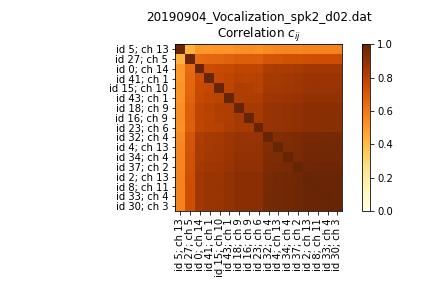 20190904_Vocalization_spk2_d02.dat
Correlation c_ij
id 5; ch 13
id 27; ch 5
id 0; ch 14
id 41; ch 1
id 15; ch 10
id 43; ch 1
id 18; ch 9
id 16; ch 9
id 23; ch 6
id 32; ch 4
id 4; ch 13
id 34; ch 4
id 37; ch 2
id 2; ch 13
id 8; ch 11
id 33; ch 4
id 30; ch 3
1.0
0.8
0.6
0.4
0.2
0.0
id 5; ch 13
id 27; ch 5
id 0; ch 14
id 41; ch 1
id 15; ch 10
id 43; ch 1
id 18; ch 9
id 16; ch 9
id 23; ch 6
id 32; ch 4
id 4; ch 13
id 34; ch 4
id 37; ch 2
id 2; ch 13
id 8; ch 11
id 33; ch 4
id 30; ch 3